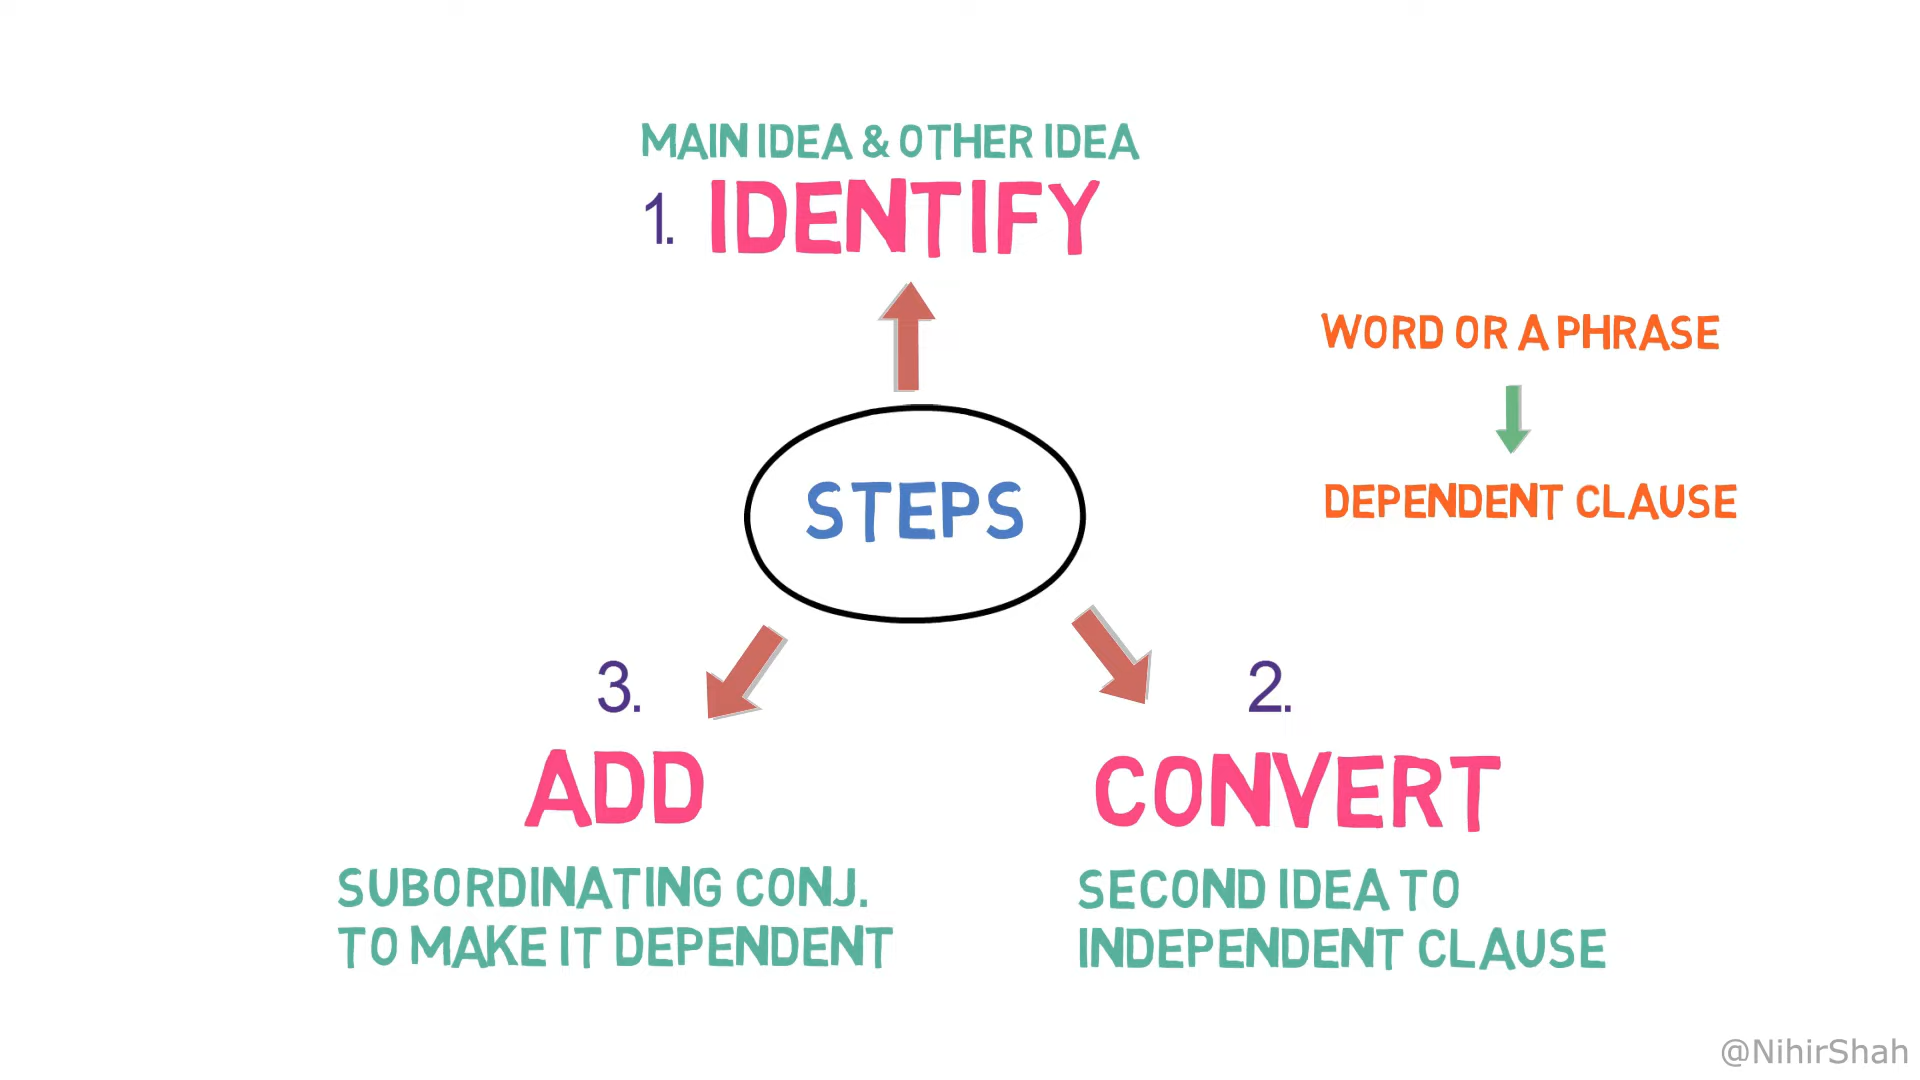 MAIN IDEA & OTHER IDEA
1. IDENTIFY
WORD OR A PHRASE
DEPENDENT CLAUSE
STEPS
2.
CONVERT
SECOND IDEA TO
INDEPENDENT CLAUSE
3.
ADD
SUBORDINATING CONJ.
TO MAKE IT DEPENDENT
@NihirShah